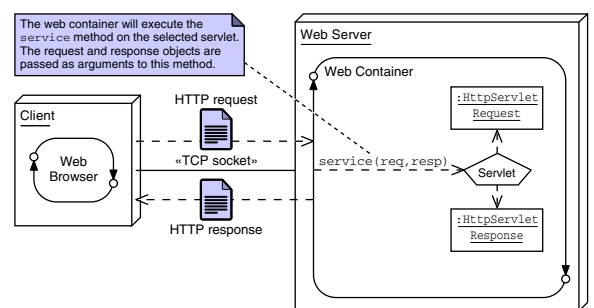 The web container will execute the
service method on the selected servlet.
The request and response objects are
passed as arguments to this method.
Web Server
Web Container
HTTP request
:HttpServlet
Request
Client
Web
Browser
«TCP socket»
service(req,resp)
Servlet
:HttpServlet
Response
HTTP response